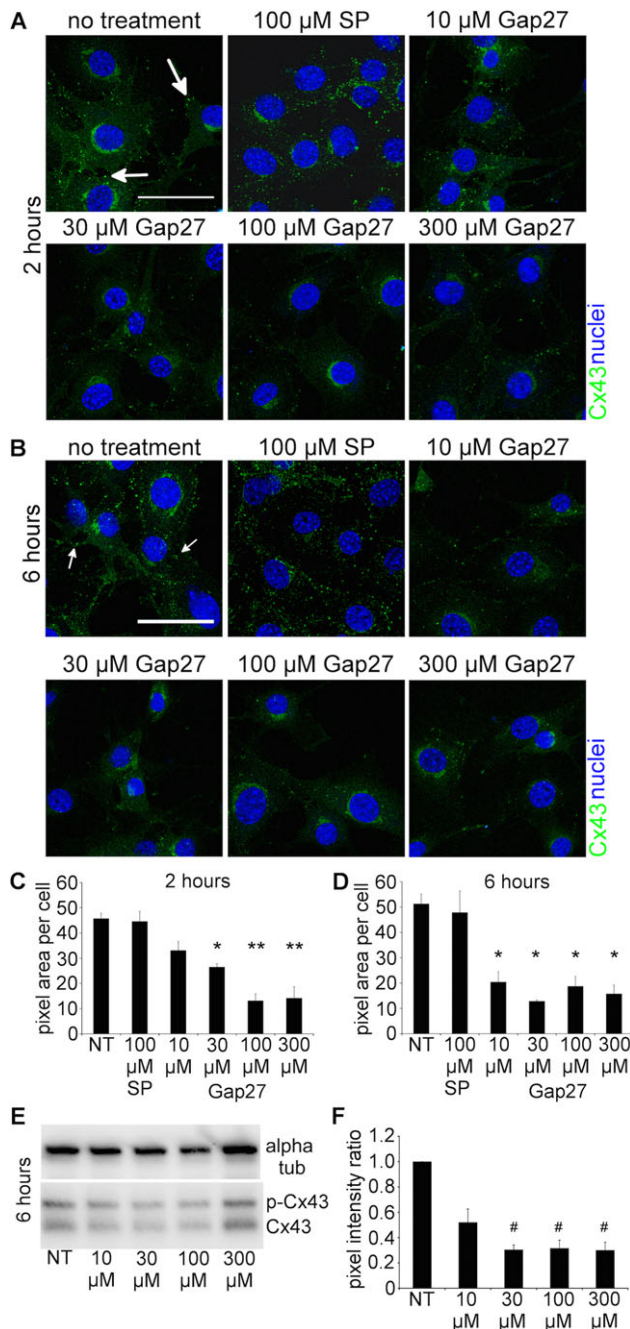 A
no treatment 100 µM SP 10 µM Gap27
2 hours
30 µM Gap27 100 µM Gap27 300 µM Gap27
Cx43 nuclei
B
no treatment 100 µM SP 10 µM Gap27
6 hours
30 µM Gap27 100 µM Gap27 300 µM Gap27
Cx43 nuclei
C
2 hours
pixel area per cell
60
50
40
30
20
10
0
* ** **
NT 100 µM SP 10 µM 30 µM 100 µM 300 µM
Gap27
D
6 hours
pixel area per cell
60
50
40
30
20
10
0
* * * *
NT 100 µM SP 10 µM 30 µM 100 µM 300 µM
Gap27
E
6 hours
alpha tub
p-Cx43
Cx43
NT 10 µM 30 µM 100 µM 300 µM
F
pixel intensity ratio
1.2
1.0
0.8
0.6
0.4
0.2
0
# # #
NT 10 µM 30 µM 100 µM 300 µM